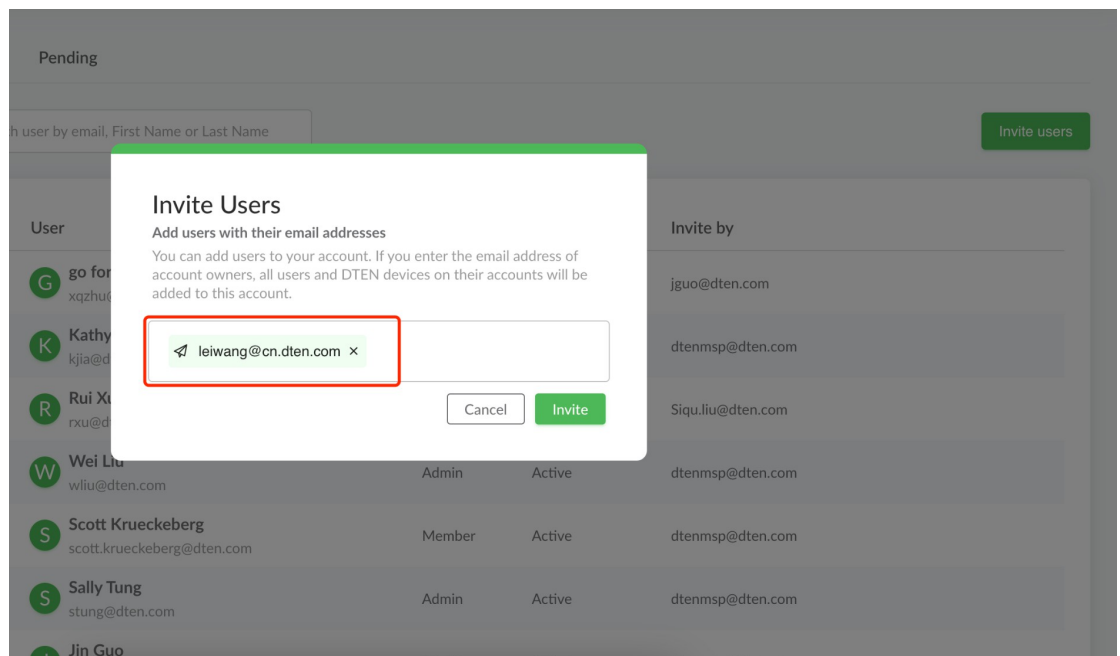 Pending
h user by email, First Name or Last Name
Invite users
Invite Users
Add users with their email addresses
You can add users to your account. If you enter the email address of
account owners, all users and DTEN devices on their accounts will be
added to this account.
leiwang@cn.dten.com ×
Cancel Invite
User Invite by
G go for
xqzhu@ jguo@dten.com
K Kathy
kjia@d dtenmsp@dten.com
R Rui Xu
rxu@d Siqu.liu@dten.com
W Wei Liu
wliu@dten.com Admin Active dtenmsp@dten.com
S Scott Krueckeberg
scott.krueckeberg@dten.com Member Active dtenmsp@dten.com
S Sally Tung
stung@dten.com Admin Active dtenmsp@dten.com
Jin Guo